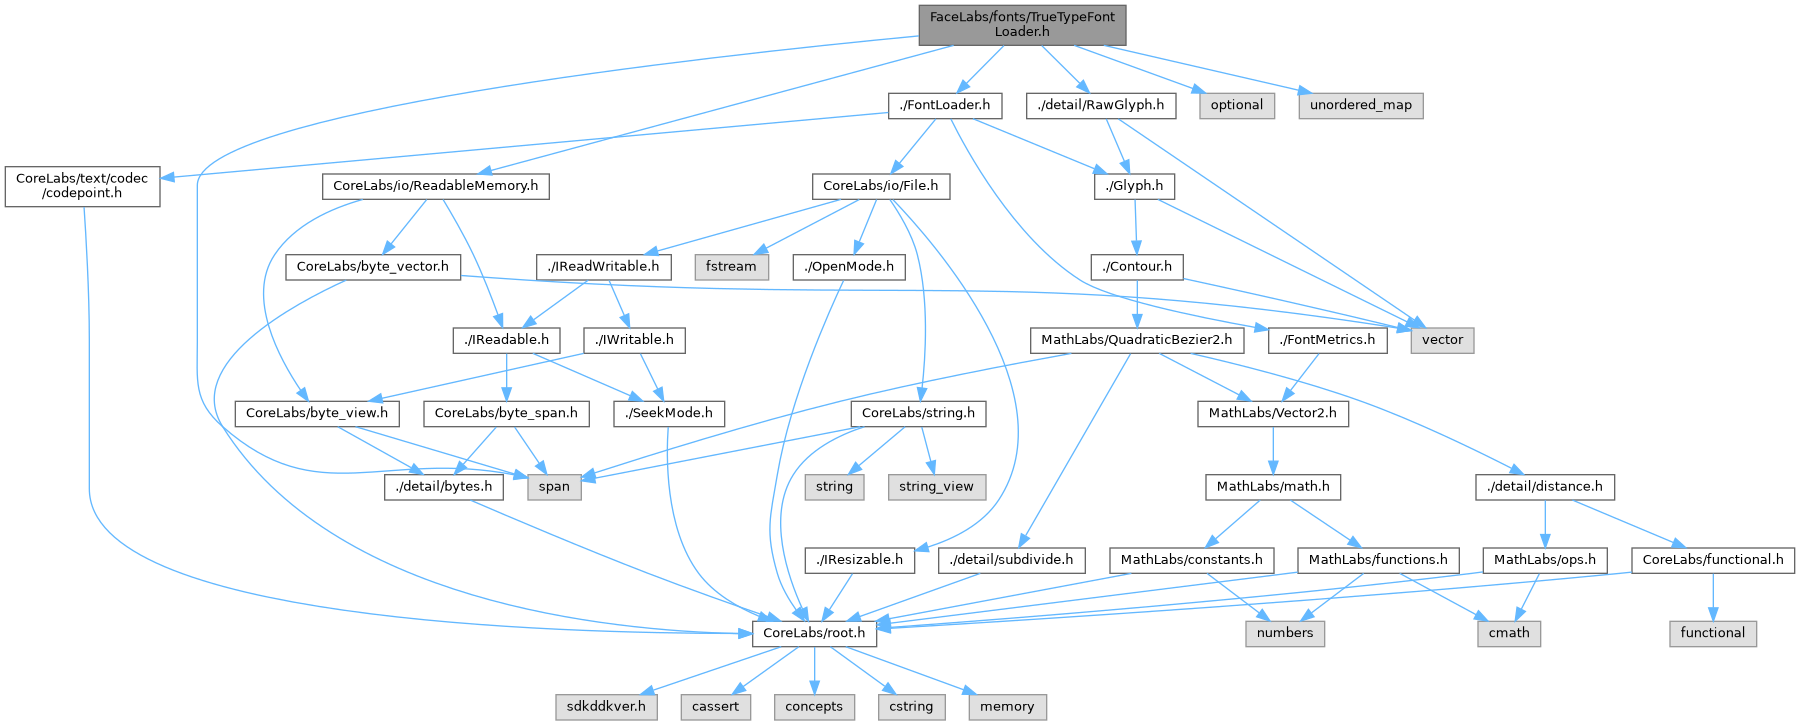 FaceLabs/fonts/TrueTypeFont
Loader.h
./FontLoader.h
./detail/RawGlyph.h
optional
unordered_map
CoreLabs/text/codec
/codepoint.h
CoreLabs/io/ReadableMemory.h
CoreLabs/io/File.h
./Glyph.h
CoreLabs/byte_vector.h
./IReadWritable.h
fstream
./OpenMode.h
./Contour.h
./IReadable.h
./IWritable.h
MathLabs/QuadraticBezier2.h
./FontMetrics.h
vector
CoreLabs/byte_view.h
CoreLabs/byte_span.h
./SeekMode.h
CoreLabs/string.h
MathLabs/Vector2.h
./detail/bytes.h
span
string
string_view
MathLabs/math.h
./detail/distance.h
./IResizable.h
./detail/subdivide.h
MathLabs/constants.h
MathLabs/functions.h
MathLabs/ops.h
CoreLabs/functional.h
CoreLabs/root.h
numbers
cmath
functional
sdkddkver.h
cassert
concepts
cstring
memory